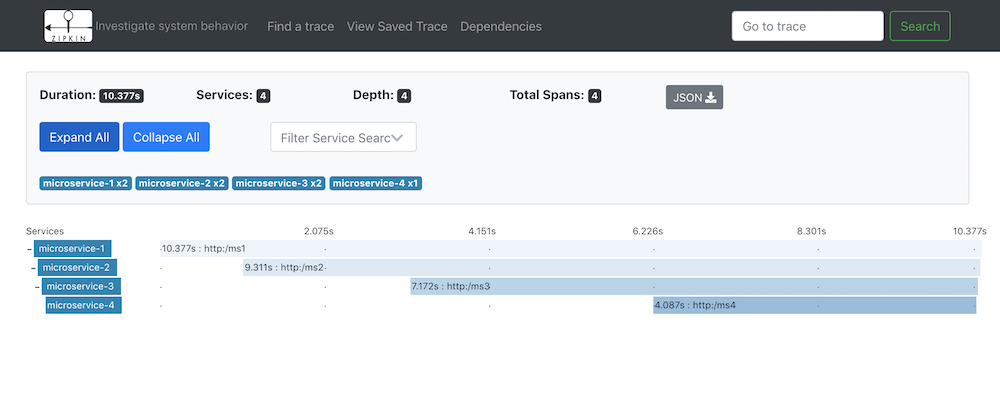 ZIPKIN Investigate system behavior Find a trace View Saved Trace Dependencies Go to trace Search
Duration: 10.377s Services: 4 Depth: 4 Total Spans: 4 JSON
Expand All Collapse All Filter Service Searc
microservice-1 x2 microservice-2 x2 microservice-3 x2 microservice-4 x1
Services 2.075s 4.151s 6.226s 8.301s 10.377s
− microservice-1 10.377s : http:/ms1
− microservice-2 9.311s : http:/ms2
− microservice-3 7.172s : http:/ms3
microservice-4 4.087s : http:/ms4